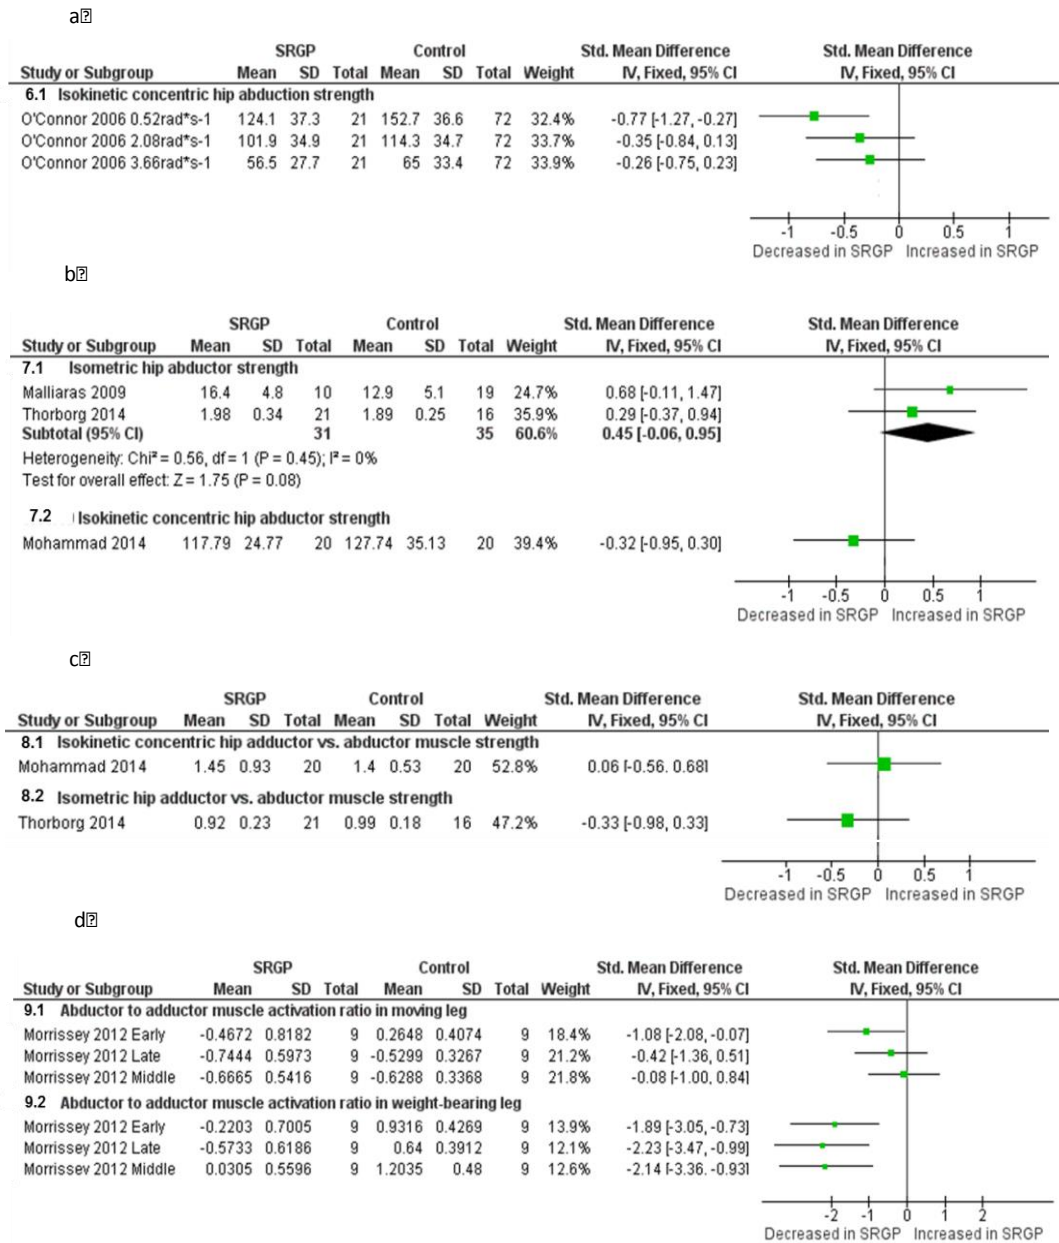 a
SRGP Control Std. Mean Difference Std. Mean Difference
Study or Subgroup Mean SD Total Mean SD Total Weight IV, Fixed, 95% CI IV, Fixed, 95% CI
6.1 Isokinetic concentric hip abduction strength
O'Connor 2006 0.52rad*s-1 124.1 37.3 21 152.7 36.6 72 32.4% -0.77 [-1.27, -0.27]
O'Connor 2006 2.08rad*s-1 101.9 34.9 21 114.3 34.7 72 33.7% -0.35 [-0.84, 0.13]
O'Connor 2006 3.66rad*s-1 56.5 27.7 21 65 33.4 72 33.9% -0.26 [-0.75, 0.23]
-1 -0.5 0 0.5 1
Decreased in SRGP Increased in SRGP
b
SRGP Control Std. Mean Difference Std. Mean Difference
Study or Subgroup Mean SD Total Mean SD Total Weight IV, Fixed, 95% CI IV, Fixed, 95% CI
7.1 Isometric hip abductor strength
Malliaras 2009 16.4 4.8 10 12.9 5.1 19 24.7% 0.68 [-0.11, 1.47]
Thorborg 2014 1.98 0.34 21 1.89 0.25 16 35.9% 0.29 [-0.37, 0.94]
Subtotal (95% CI) 31 35 60.6% 0.45 [-0.06, 0.95]
Heterogeneity: Chi² = 0.56, df = 1 (P = 0.45); I² = 0%
Test for overall effect: Z = 1.75 (P = 0.08)
7.2 Isokinetic concentric hip abductor strength
Mohammad 2014 117.79 24.77 20 127.74 35.13 20 39.4% -0.32 [-0.95, 0.30]
-1 -0.5 0 0.5 1
Decreased in SRGP Increased in SRGP
c
SRGP Control Std. Mean Difference Std. Mean Difference
Study or Subgroup Mean SD Total Mean SD Total Weight IV, Fixed, 95% CI IV, Fixed, 95% CI
8.1 Isokinetic concentric hip adductor vs. abductor muscle strength
Mohammad 2014 1.45 0.93 20 1.4 0.53 20 52.8% 0.06 [-0.56, 0.68]
8.2 Isometric hip adductor vs. abductor muscle strength
Thorborg 2014 0.92 0.23 21 0.99 0.18 16 47.2% -0.33 [-0.98, 0.33]
-1 -0.5 0 0.5 1
Decreased in SRGP Increased in SRGP
d
SRGP Control Std. Mean Difference Std. Mean Difference
Study or Subgroup Mean SD Total Mean SD Total Weight IV, Fixed, 95% CI IV, Fixed, 95% CI
9.1 Abductor to adductor muscle activation ratio in moving leg
Morrissey 2012 Early -0.4672 0.8182 9 0.2648 0.4074 9 18.4% -1.08 [-2.08, -0.07]
Morrissey 2012 Late -0.7444 0.5973 9 -0.5299 0.3267 9 21.2% -0.42 [-1.36, 0.51]
Morrissey 2012 Middle -0.6665 0.5416 9 -0.6288 0.3368 9 21.8% -0.08 [-1.00, 0.84]
9.2 Abductor to adductor muscle activation ratio in weight-bearing leg
Morrissey 2012 Early -0.2203 0.7005 9 0.9316 0.4269 9 13.9% -1.89 [-3.05, -0.73]
Morrissey 2012 Late -0.5733 0.6186 9 0.64 0.3912 9 12.1% -2.23 [-3.47, -0.99]
Morrissey 2012 Middle 0.0305 0.5596 9 1.2035 0.48 9 12.6% -2.14 [-3.36, -0.93]
-2 -1 0 1 2
Decreased in SRGP Increased in SRGP